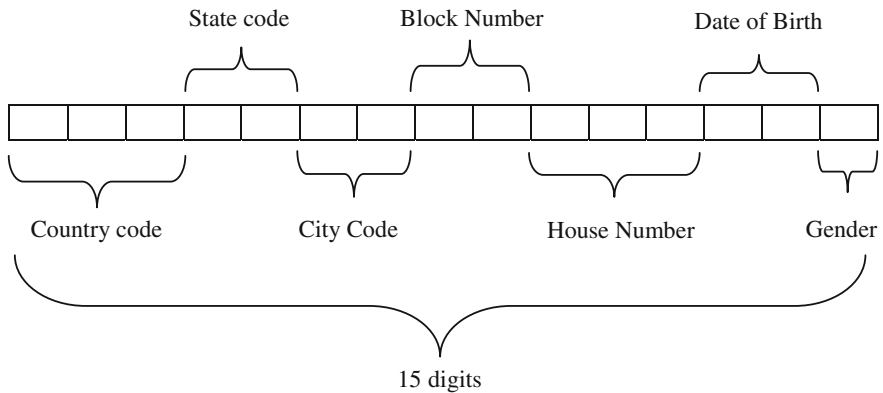 State code
Block Number
Date of Birth
Country code
City Code
House Number
Gender
15 digits